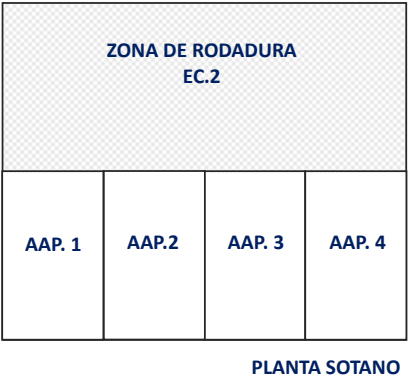 ZONA DE RODADURA
EC.2
AAP. 1
AAP.2
AAP. 3
AAP. 4
PLANTA SOTANO